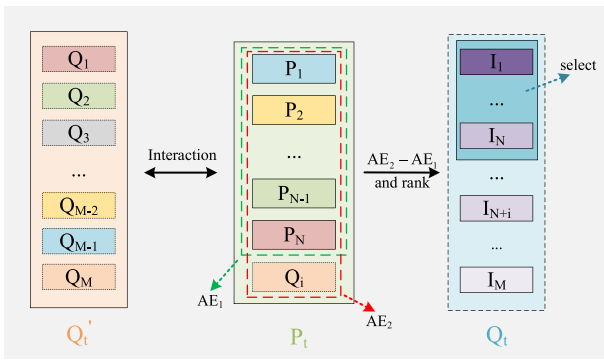 Q1
Q2
Q3
...
QM-2
QM-1
QM
Qt'
Interaction
P1
P2
...
PN-1
PN
Qi
AE1
AE2
Pt
AE2 – AE1
and rank
I1
...
IN
...
IN+i
...
IM
select
Qt